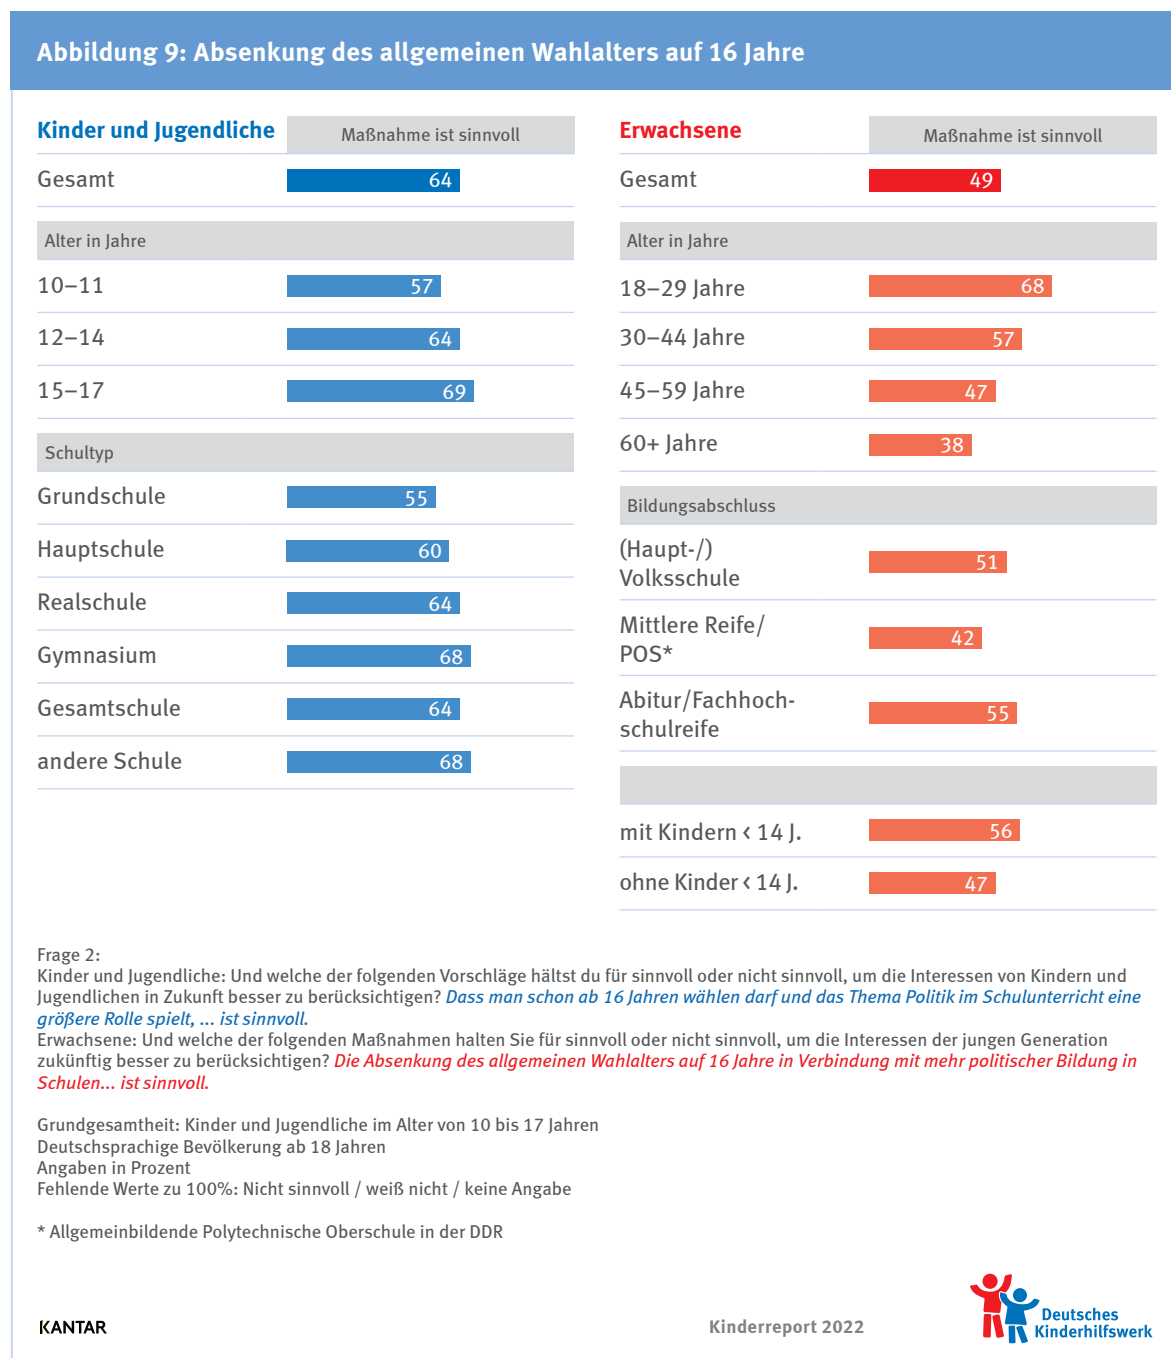 Abbildung 9: Absenkung des allgemeinen Wahlalters auf 16 Jahre
Kinder und Jugendliche
Maßnahme ist sinnvoll
Gesamt 64
Alter in Jahre
10–11 57
12–14 64
15–17 69
Schultyp
Grundschule 55
Hauptschule 60
Realschule 64
Gymnasium 68
Gesamtschule 64
andere Schule 68
Erwachsene
Maßnahme ist sinnvoll
Gesamt 49
Alter in Jahre
18–29 Jahre 68
30–44 Jahre 57
45–59 Jahre 47
60+ Jahre 38
Bildungsabschluss
(Haupt-/)
Volksschule 51
Mittlere Reife/
POS* 42
Abitur/Fachhoch-
schulreife 55
mit Kindern < 14 J. 56
ohne Kinder < 14 J. 47
Frage 2:
Kinder und Jugendliche: Und welche der folgenden Vorschläge hältst du für sinnvoll oder nicht sinnvoll, um die Interessen von Kindern und
Jugendlichen in Zukunft besser zu berücksichtigen? Dass man schon ab 16 Jahren wählen darf und das Thema Politik im Schulunterricht eine
größere Rolle spielt, ... ist sinnvoll.
Erwachsene: Und welche der folgenden Maßnahmen halten Sie für sinnvoll oder nicht sinnvoll, um die Interessen der jungen Generation
zukünftig besser zu berücksichtigen? Die Absenkung des allgemeinen Wahlalters auf 16 Jahre in Verbindung mit mehr politischer Bildung in
Schulen... ist sinnvoll.
Grundgesamtheit: Kinder und Jugendliche im Alter von 10 bis 17 Jahren
Deutschsprachige Bevölkerung ab 18 Jahren
Angaben in Prozent
Fehlende Werte zu 100%: Nicht sinnvoll / weiß nicht / keine Angabe
* Allgemeinbildende Polytechnische Oberschule in der DDR
KANTAR
Kinderreport 2022
Deutsches
Kinderhilfswerk